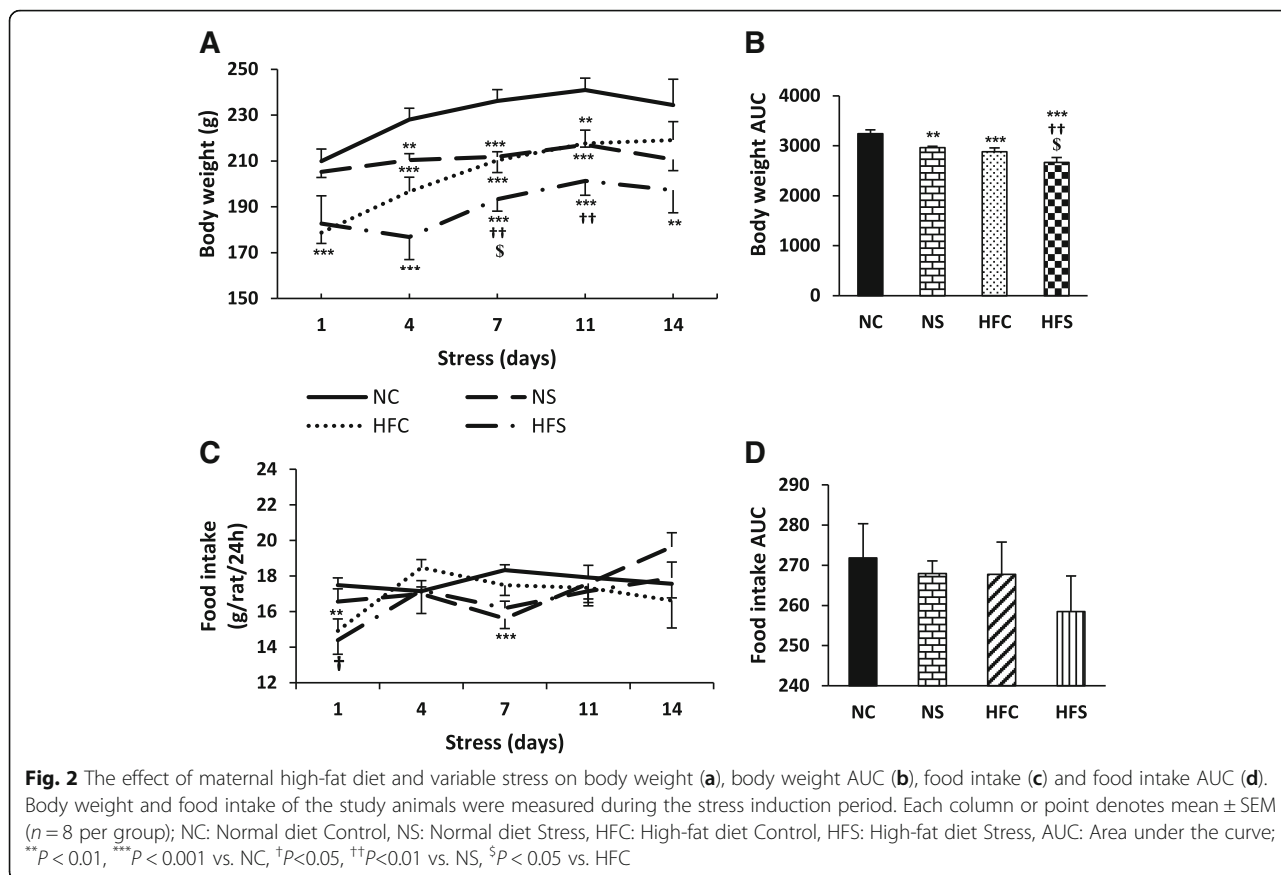 A
Body weight (g)
250
230
210
190
170
150
**
***
**
***
***
***
***
***
***
††
$
***
††
**
1 4 7 11 14
Stress (days)
B
Body weight AUC
4000
3000
2000
1000
0
**
***
***
††
$
NC NS HFC HFS
NC NS
HFC HFS
C
Food intake
(g/rat/24h)
24
22
20
18
16
14
12
**
†
***
1 4 7 11 14
Stress (days)
D
Food intake AUC
290
280
270
260
250
240
NC NS HFC HFS
Fig. 2 The effect of maternal high-fat diet and variable stress on body weight (a), body weight AUC (b), food intake (c) and food intake AUC (d).
Body weight and food intake of the study animals were measured during the stress induction period. Each column or point denotes mean ± SEM
(n = 8 per group); NC: Normal diet Control, NS: Normal diet Stress, HFC: High-fat diet Control, HFS: High-fat diet Stress, AUC: Area under the curve;
**P < 0.01, ***P < 0.001 vs. NC, †P<0.05, ††P<0.01 vs. NS, $P < 0.05 vs. HFC